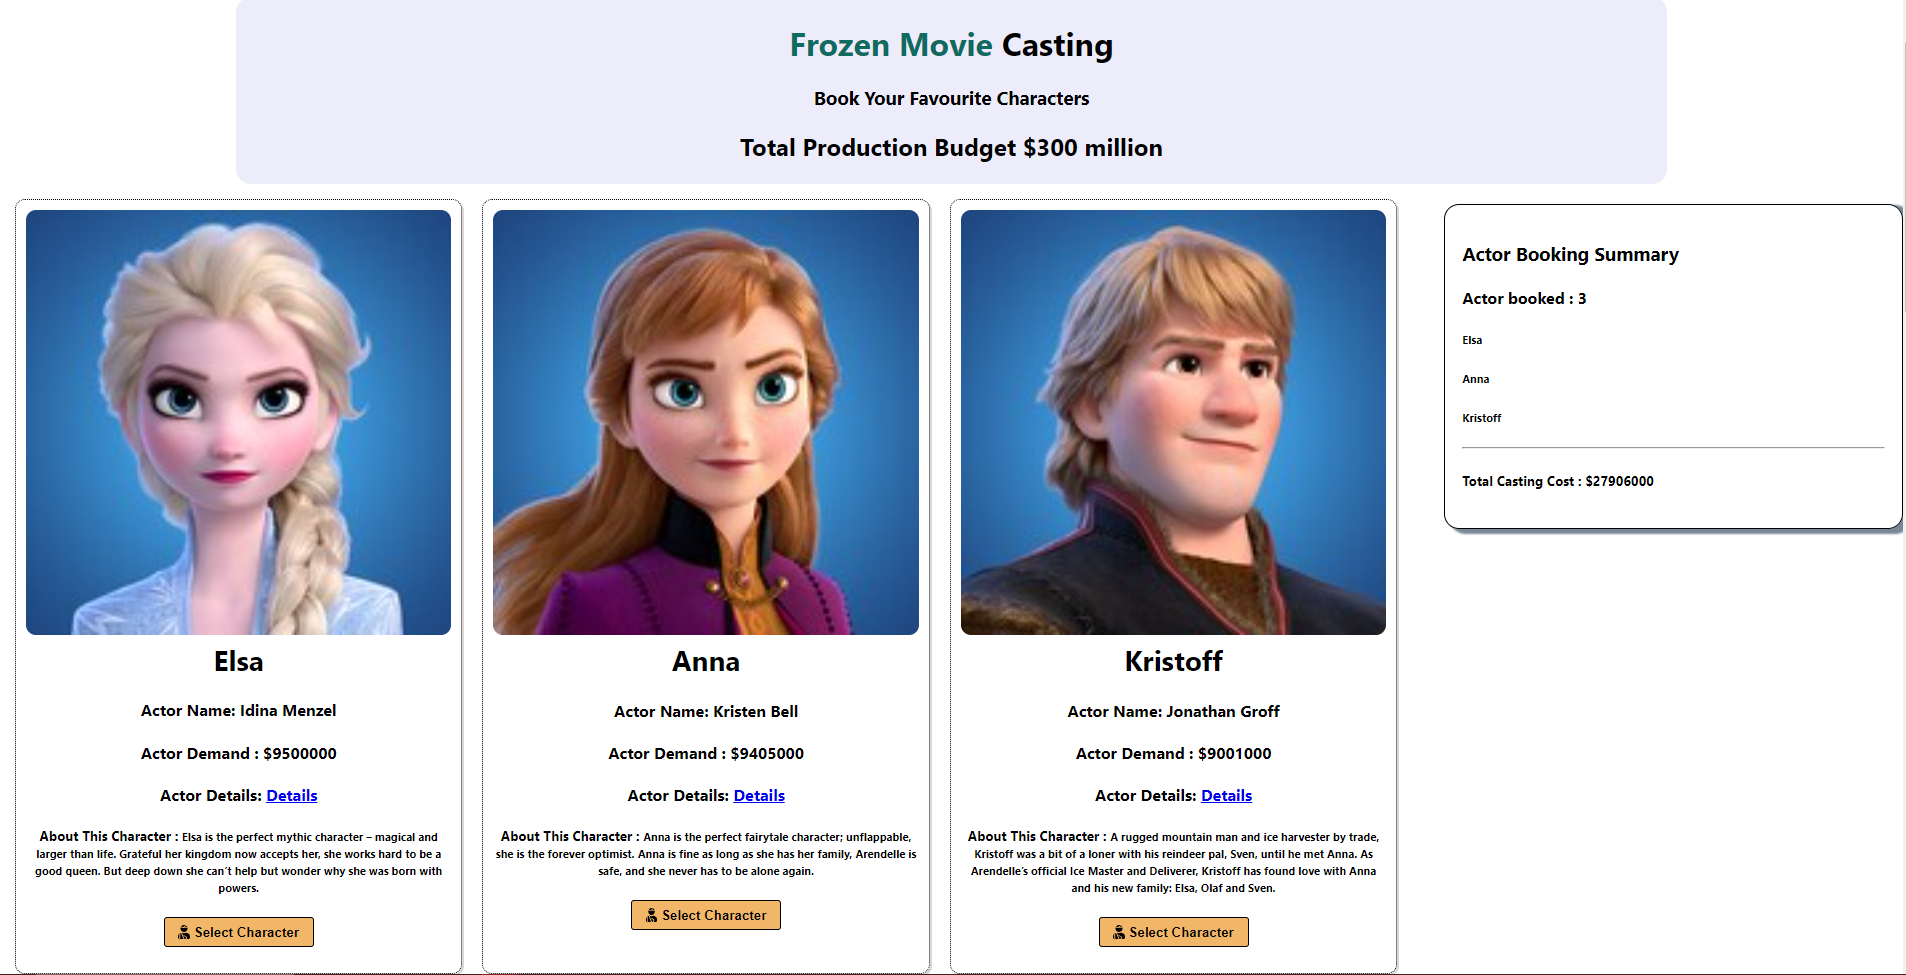 Frozen Movie Casting
Book Your Favourite Characters
Total Production Budget $300 million
Elsa
Actor Name: Idina Menzel
Actor Demand : $9500000
Actor Details: Details
About This Character : Elsa is the perfect mythic character – magical and
larger than life. Grateful her kingdom now accepts her, she works hard to be a
good queen. But deep down she can't help but wonder why she was born with
powers.
Select Character
Anna
Actor Name: Kristen Bell
Actor Demand : $9405000
Actor Details: Details
About This Character : Anna is the perfect fairytale character; unflappable,
she is the forever optimist. Anna is fine as long as she has her family, Arendelle is
safe, and she never has to be alone again.
Select Character
Kristoff
Actor Name: Jonathan Groff
Actor Demand : $9001000
Actor Details: Details
About This Character : A rugged mountain man and ice harvester by trade,
Kristoff was a bit of a loner with his reindeer pal, Sven, until he met Anna. As
Arendelle's official Ice Master and Deliverer, Kristoff has found love with Anna
and his new family: Elsa, Olaf and Sven.
Select Character
Actor Booking Summary
Actor booked : 3
Elsa
Anna
Kristoff
Total Casting Cost : $27906000